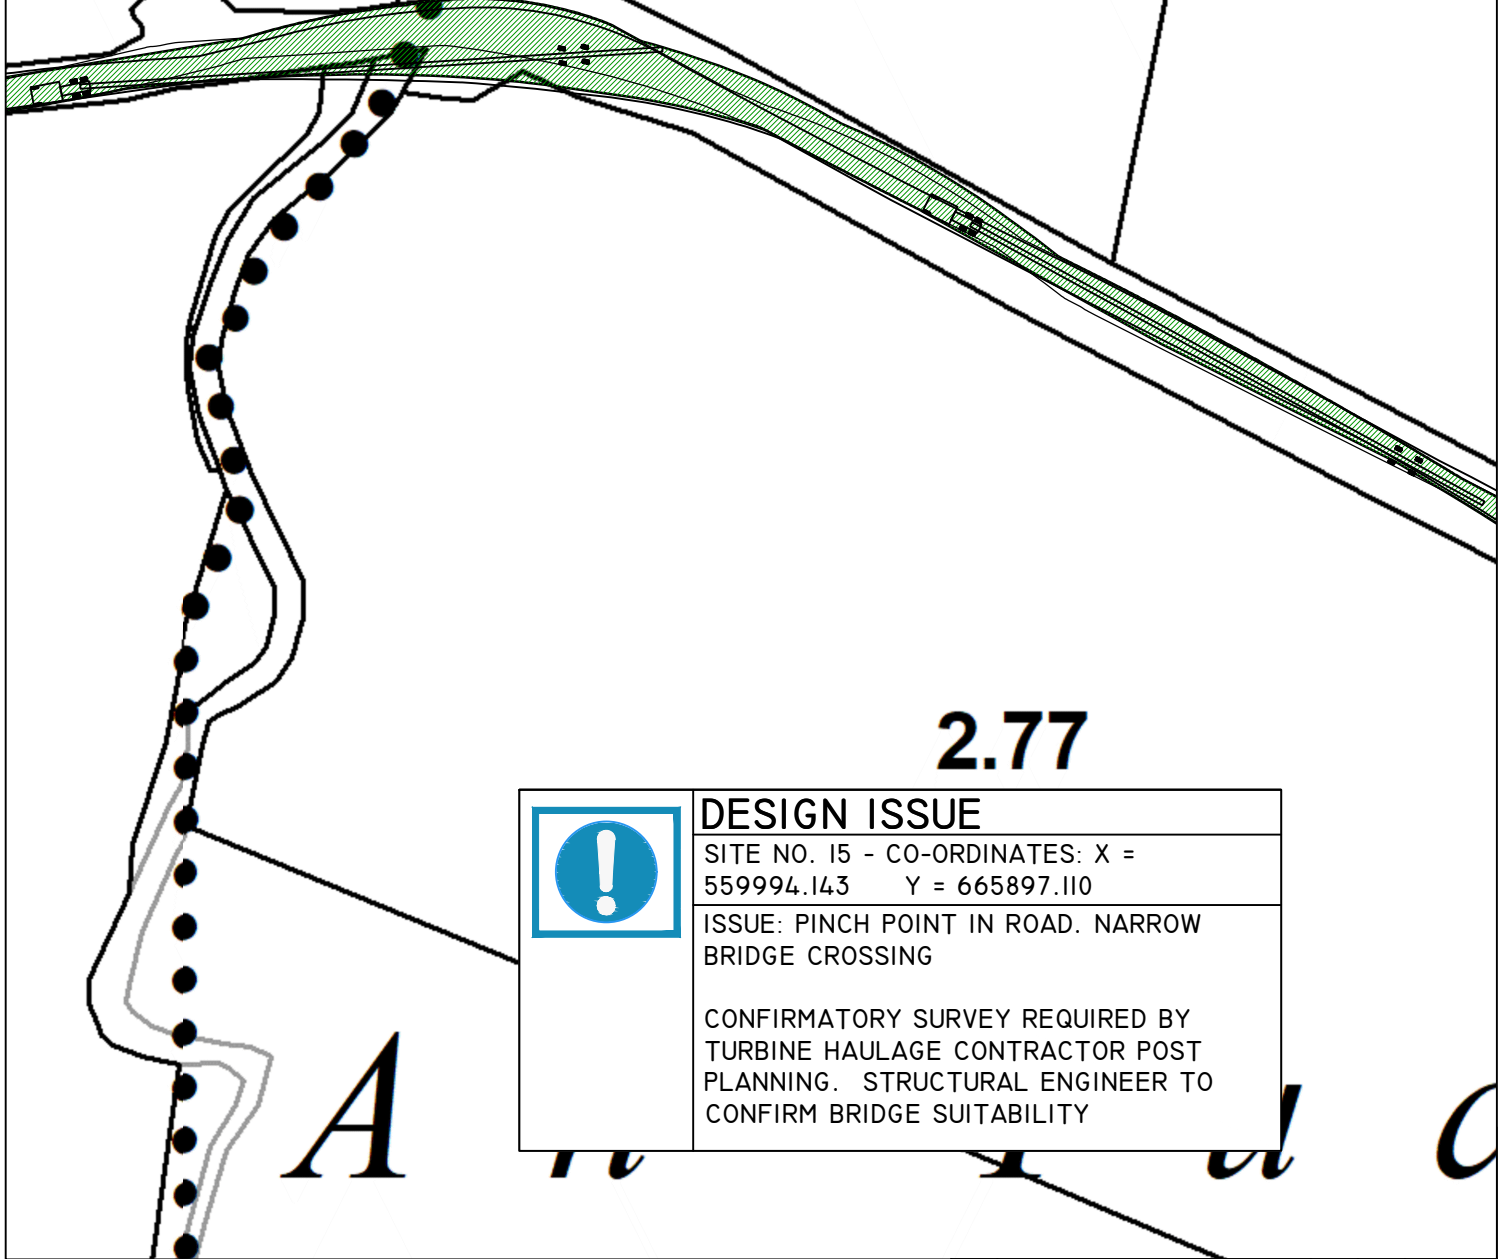 2.77
DESIGN ISSUE
SITE NO. 15 - CO-ORDINATES: X =
559994.143 Y = 665897.110
ISSUE: PINCH POINT IN ROAD. NARROW
BRIDGE CROSSING
CONFIRMATORY SURVEY REQUIRED BY
TURBINE HAULAGE CONTRACTOR POST
PLANNING. STRUCTURAL ENGINEER TO
CONFIRM BRIDGE SUITABILITY
A n